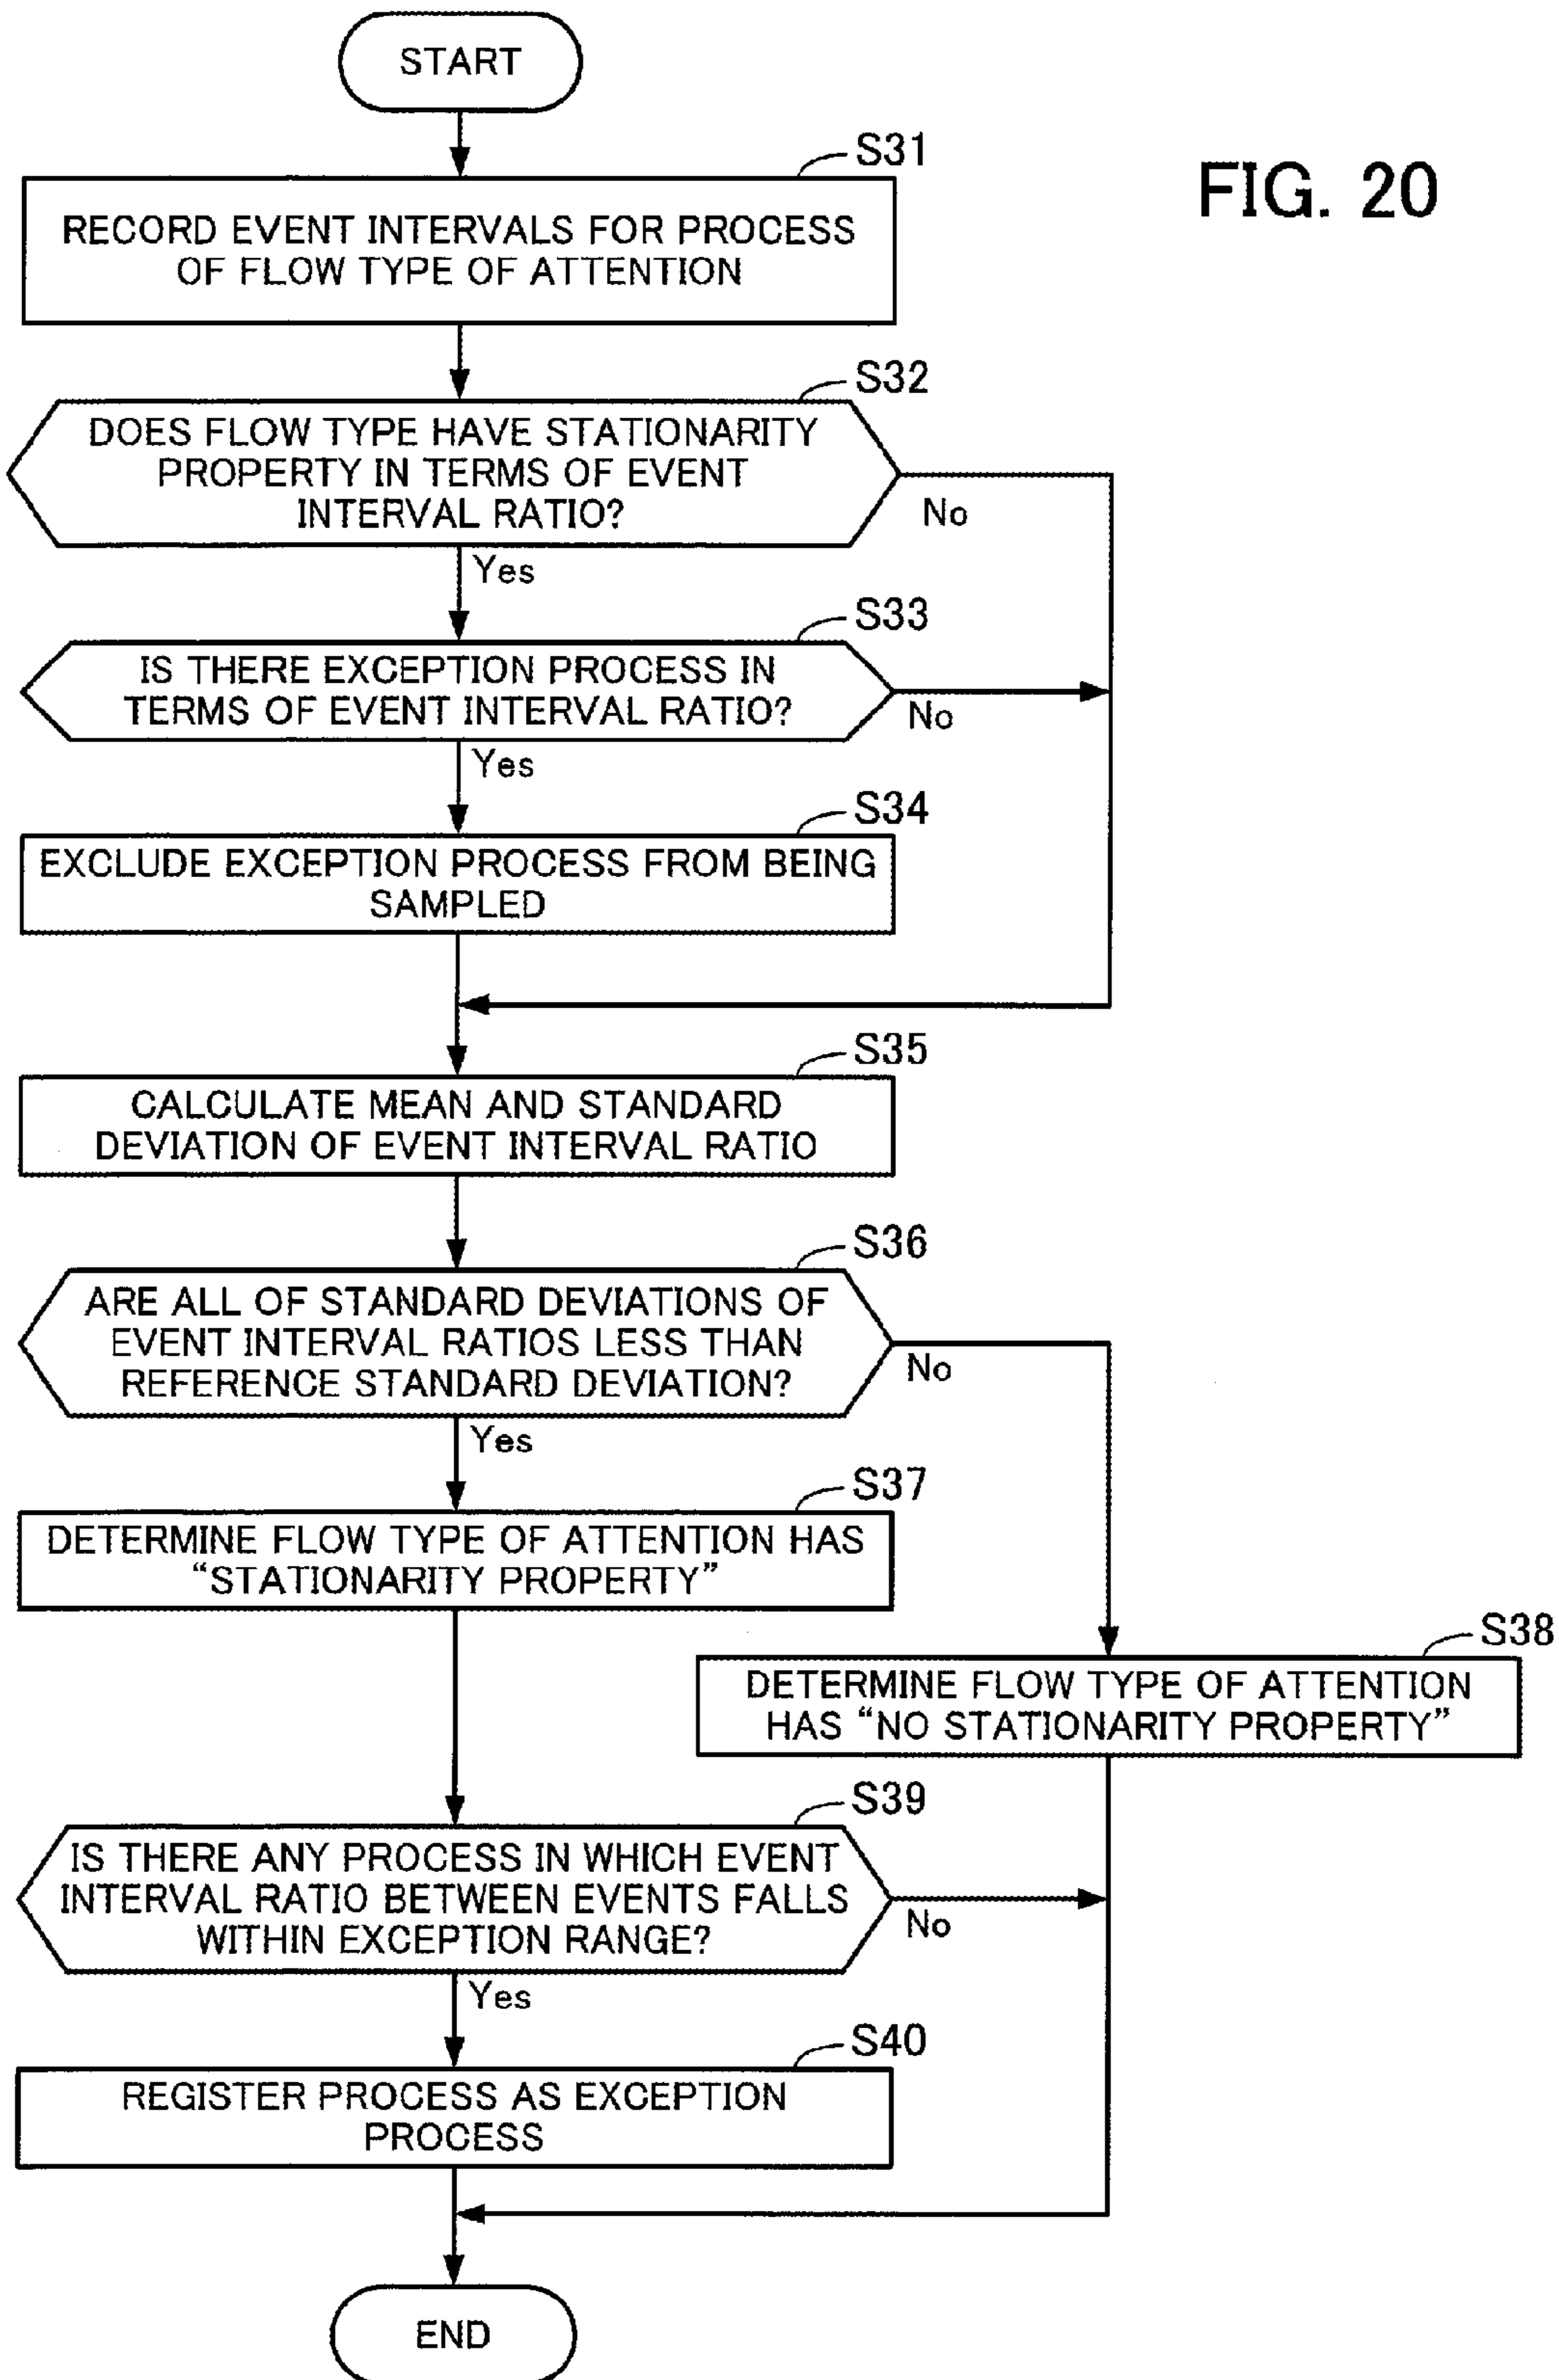 START
FIG. 20
S31
RECORD EVENT INTERVALS FOR PROCESS
OF FLOW TYPE OF ATTENTION
S32
DOES FLOW TYPE HAVE STATIONARITY
PROPERTY IN TERMS OF EVENT
INTERVAL RATIO?
No
Yes
S33
IS THERE EXCEPTION PROCESS IN
TERMS OF EVENT INTERVAL RATIO?
No
Yes
S34
EXCLUDE EXCEPTION PROCESS FROM BEING
SAMPLED
S35
CALCULATE MEAN AND STANDARD
DEVIATION OF EVENT INTERVAL RATIO
S36
ARE ALL OF STANDARD DEVIATIONS OF
EVENT INTERVAL RATIOS LESS THAN
REFERENCE STANDARD DEVIATION?
No
Yes
S37
DETERMINE FLOW TYPE OF ATTENTION HAS
“STATIONARITY PROPERTY”
S38
DETERMINE FLOW TYPE OF ATTENTION
HAS “NO STATIONARITY PROPERTY”
S39
IS THERE ANY PROCESS IN WHICH EVENT
INTERVAL RATIO BETWEEN EVENTS FALLS
WITHIN EXCEPTION RANGE?
No
Yes
S40
REGISTER PROCESS AS EXCEPTION
PROCESS
END